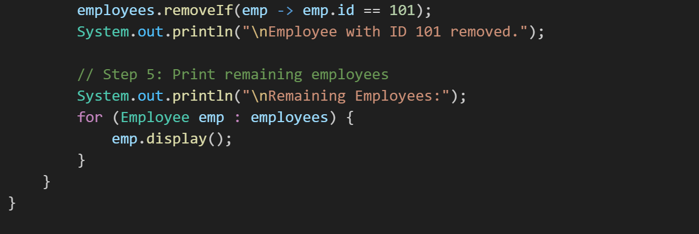 employees.removeIf(emp -> emp.id == 101);
System.out.println("\nEmployee with ID 101 removed.");
// Step 5: Print remaining employees
System.out.println("\nRemaining Employees:");
for (Employee emp : employees) {
emp.display();
}
}
}